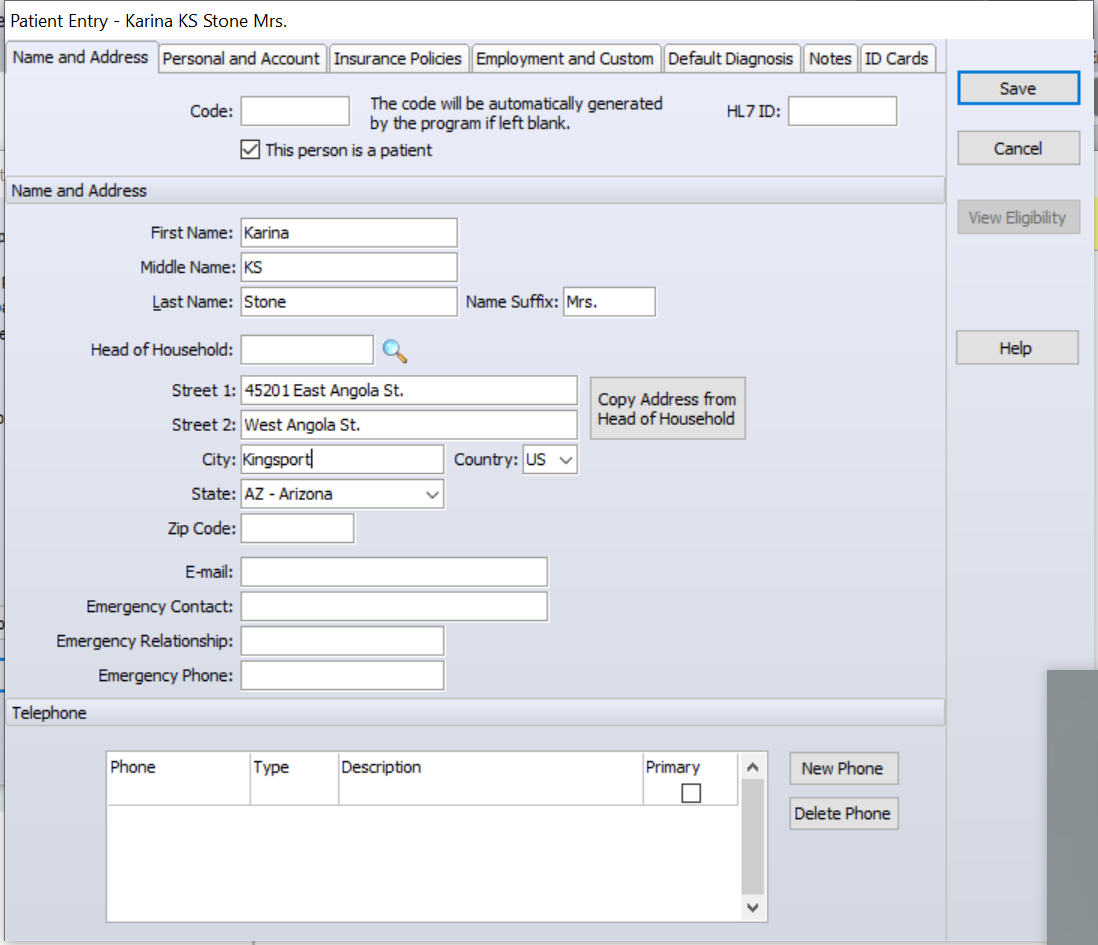 Patient Entry - Karina KS Stone Mrs.
Name and Address Personal and Account Insurance Policies Employment and Custom Default Diagnosis Notes ID Cards
Save
Code: The code will be automatically generated by the program if left blank. HL7 ID:
This person is a patient
Cancel
Name and Address
View Eligibility
First Name: Karina
Middle Name: KS
Last Name: Stone Name Suffix: Mrs.
Head of Household:
Help
Street 1: 45201 East Angola St.
Copy Address from
Head of Household
Street 2: West Angola St.
City: Kingsport Country: US
State: AZ - Arizona
Zip Code:
E-mail:
Emergency Contact:
Emergency Relationship:
Emergency Phone:
Telephone
Phone Type Description Primary
New Phone
Delete Phone